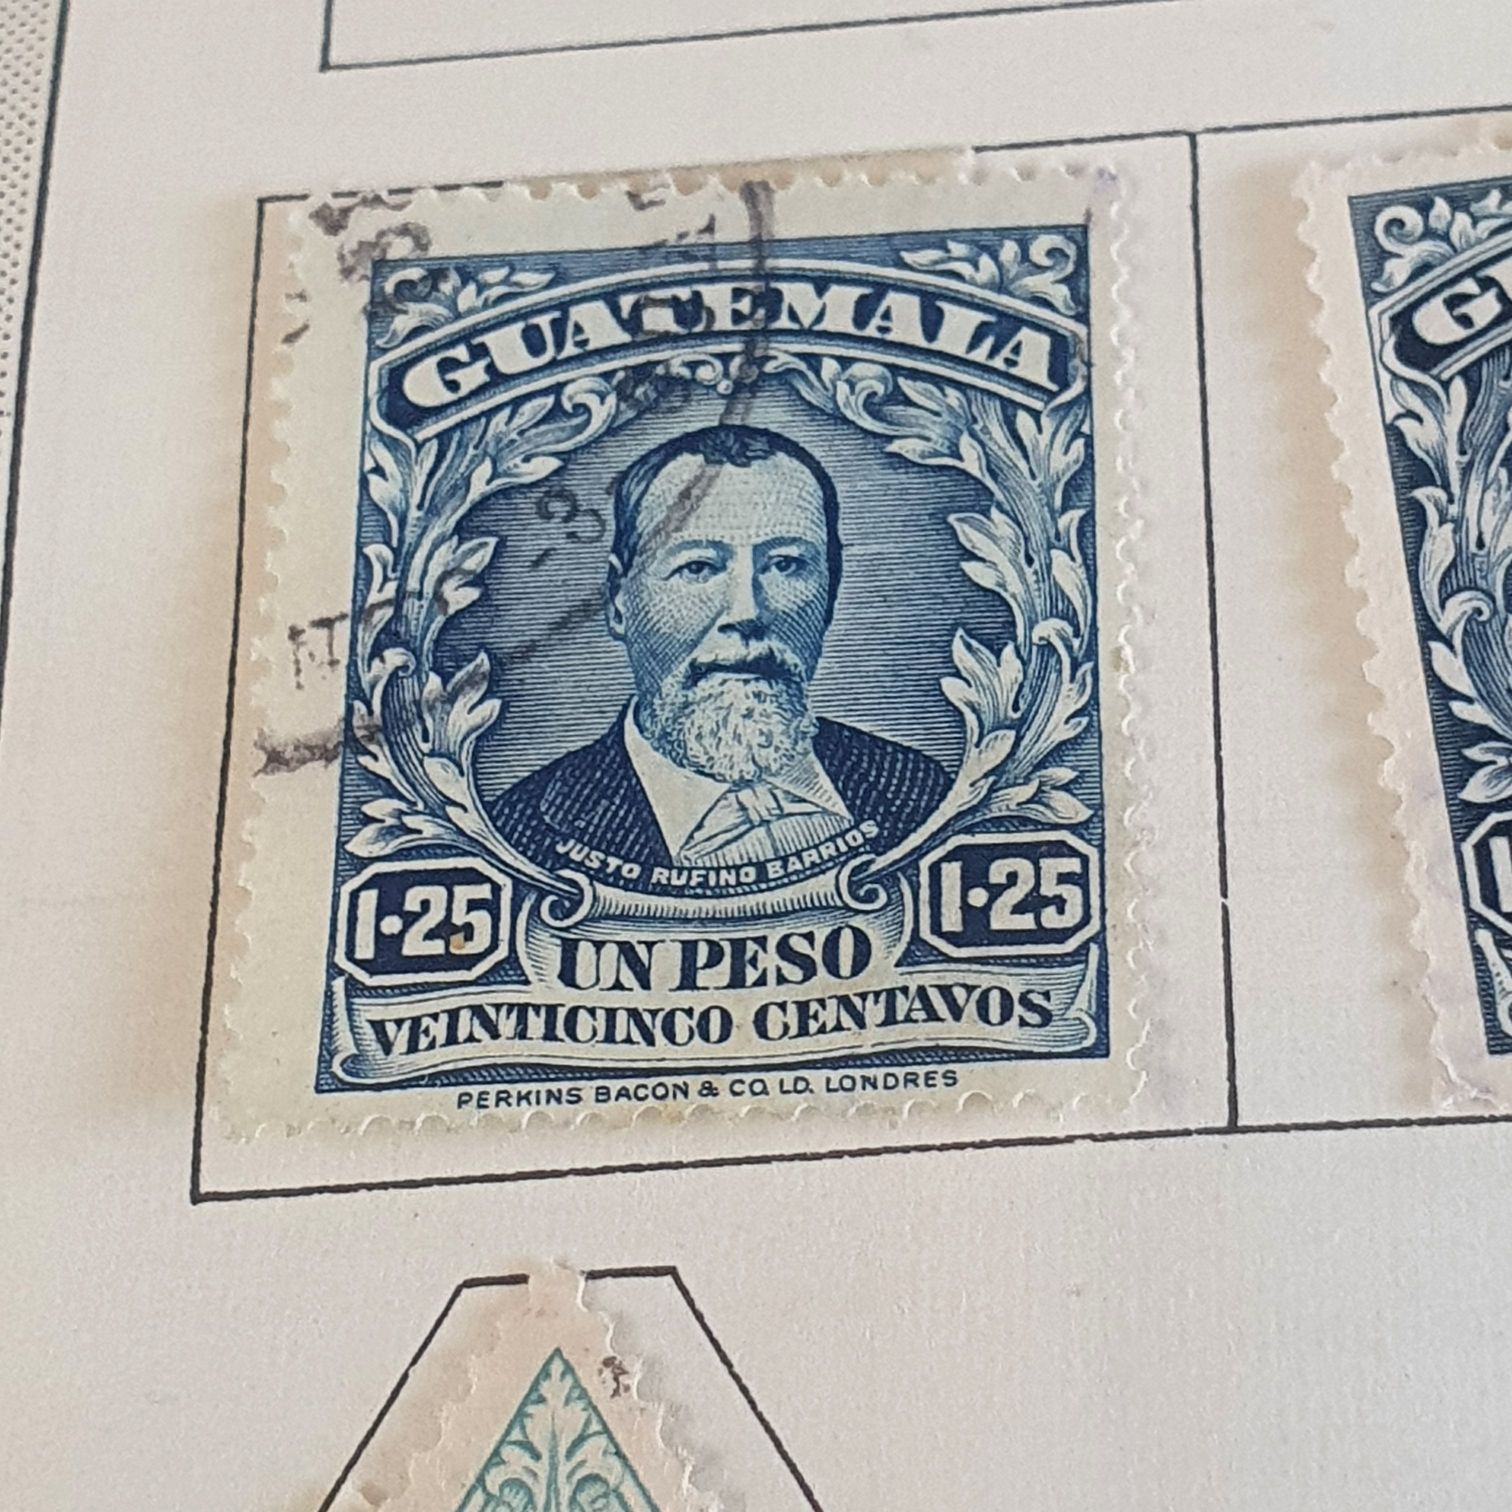 GUATEMALA
JUSTO RUFINO BARRIOS
1·25
1·25
UN PESO
VEINTICINCO CENTAVOS
PERKINS BACON & CO. LD. LONDRES